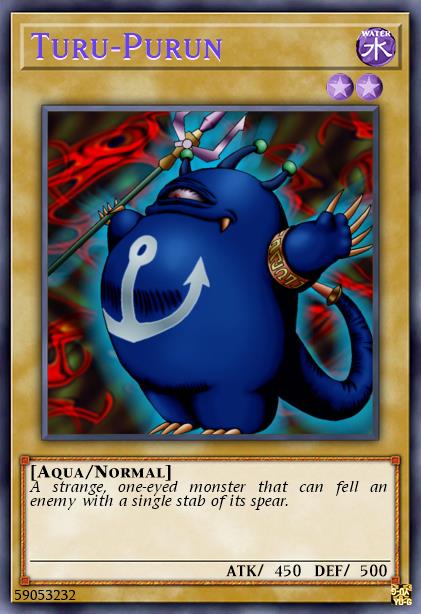 TURU-PURUN
WATER
水
[AQUA/NORMAL]
A strange, one-eyed monster that can fell an
enemy with a single stab of its spear.
ATK/ 450 DEF/ 500
59053232